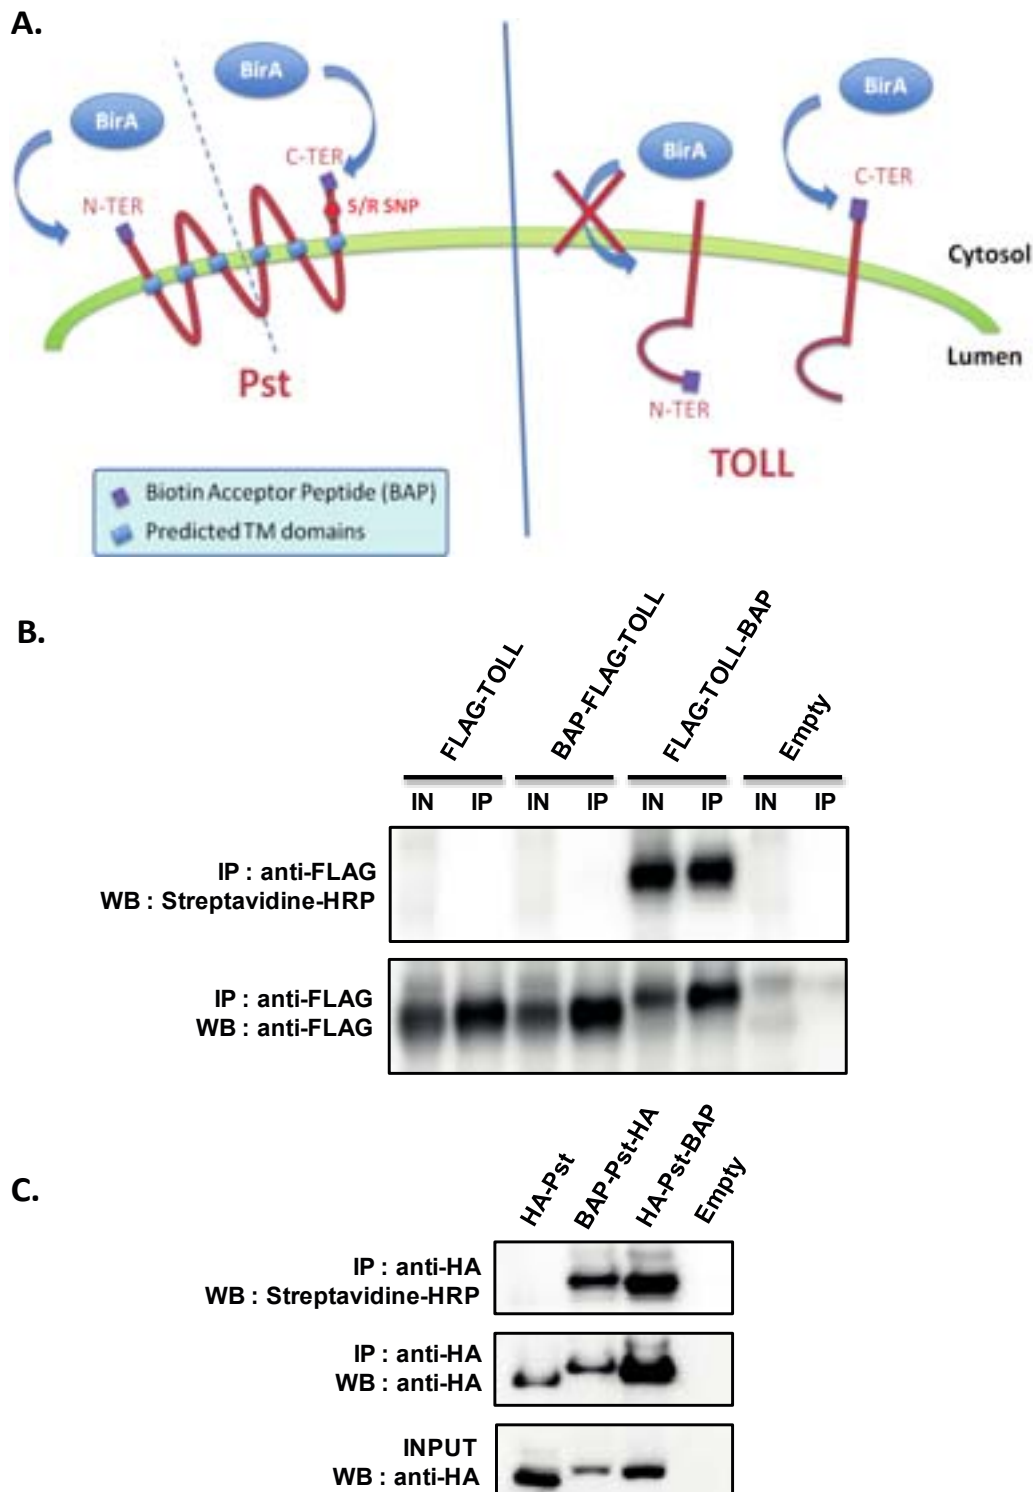 A.
BirA
BirA
BirA
BirA
C-TER
S/R SNP
N-TER
C-TER
Cytosol
Lumen
Pst
N-TER
TOLL
Biotin Acceptor Peptide (BAP)
Predicted TM domains
B.
FLAG-TOLL
BAP-FLAG-TOLL
FLAG-TOLL-BAP
Empty
IN IP IN IP IN IP IN IP
IP : anti-FLAG
WB : Streptavidine-HRP
IP : anti-FLAG
WB : anti-FLAG
C.
HA-Pst
BAP-Pst-HA
HA-Pst-BAP
Empty
IP : anti-HA
WB : Streptavidine-HRP
IP : anti-HA
WB : anti-HA
INPUT
WB : anti-HA